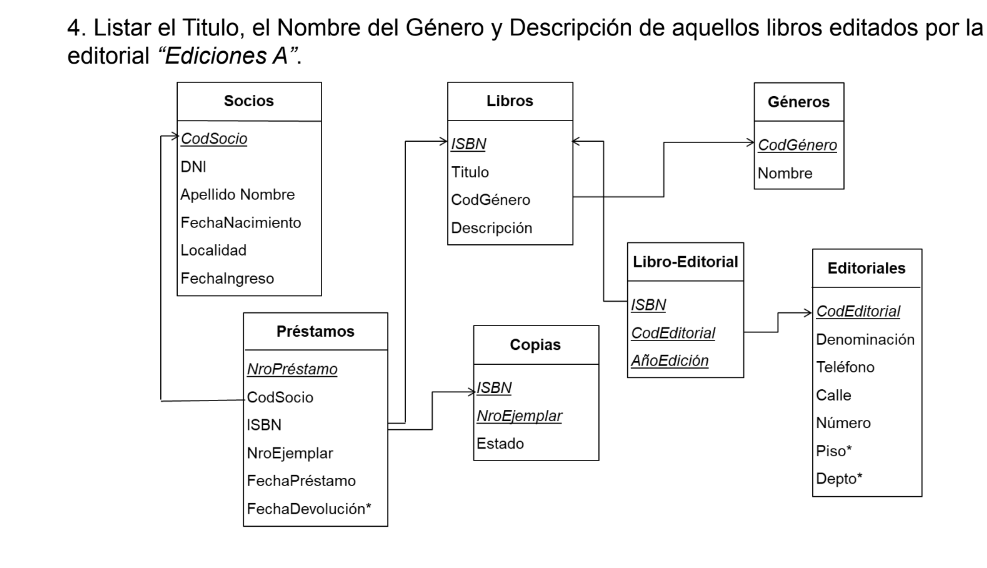 4. Listar el Titulo, el Nombre del Género y Descripción de aquellos libros editados por la
editorial “Ediciones A”.
Socios
CodSocio
DNI
Apellido Nombre
FechaNacimiento
Localidad
FechaIngreso
Libros
ISBN
Titulo
CodGénero
Descripción
Géneros
CodGénero
Nombre
Libro-Editorial
ISBN
CodEditorial
AñoEdición
Editoriales
CodEditorial
Denominación
Teléfono
Calle
Número
Piso*
Depto*
Préstamos
NroPréstamo
CodSocio
ISBN
NroEjemplar
FechaPréstamo
FechaDevolución*
Copias
ISBN
NroEjemplar
Estado